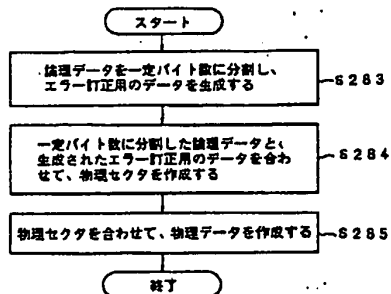 スタート
論理データを一定バイト数に分割し、
エラー訂正用のデータを生成する
S283
一定バイト数に分割した論理データと、
生成されたエラー訂正用のデータを合わ
せて、物理セクタを作成する
S284
物理セクタを合わせて、物理データを作成する
S285
終了